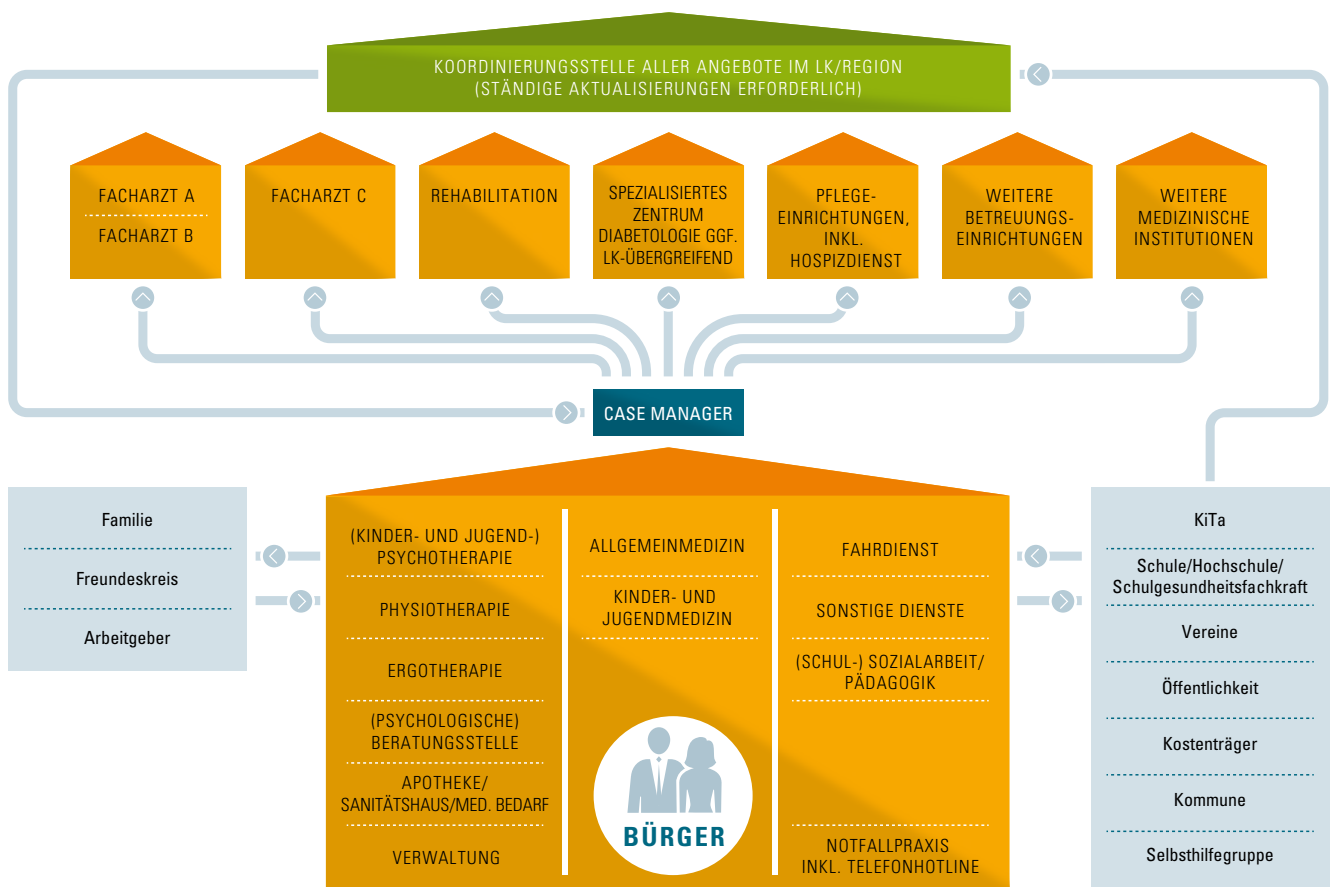 KOORDINIERUNGSSTELLE ALLER ANGEBOTE IM LK/REGION
(STÄNDIGE AKTUALISIERUNGEN ERFORDERLICH)
FACHARZT A
FACHARZT B
FACHARZT C
REHABILITATION
SPEZIALISIERTES
ZENTRUM
DIABETOLOGIE GGF.
LK-ÜBERGREIFEND
PFLEGE-
EINRICHTUNGEN,
INKL.
HOSPIZDIENST
WEITERE
BETREUUNGS-
EINRICHTUNGEN
WEITERE
MEDIZINISCHE
INSTITUTIONEN
CASE MANAGER
Familie
Freundeskreis
Arbeitgeber
(KINDER- UND JUGEND-)
PSYCHOTHERAPIE
PHYSIOTHERAPIE
ERGOTHERAPIE
(PSYCHOLOGISCHE)
BERATUNGSSTELLE
APOTHEKE/
SANITÄTSHAUS/MED. BEDARF
VERWALTUNG
ALLGEMEINMEDIZIN
KINDER- UND
JUGENDMEDIZIN
BÜRGER
FAHRDIENST
SONSTIGE DIENSTE
(SCHUL-) SOZIALARBEIT/
PÄDAGOGIK
NOTFALLPRAXIS
INKL. TELEFONHOTLINE
KiTa
Schule/Hochschule/
Schulgesundheitsfachkraft
Vereine
Öffentlichkeit
Kostenträger
Kommune
Selbsthilfegruppe